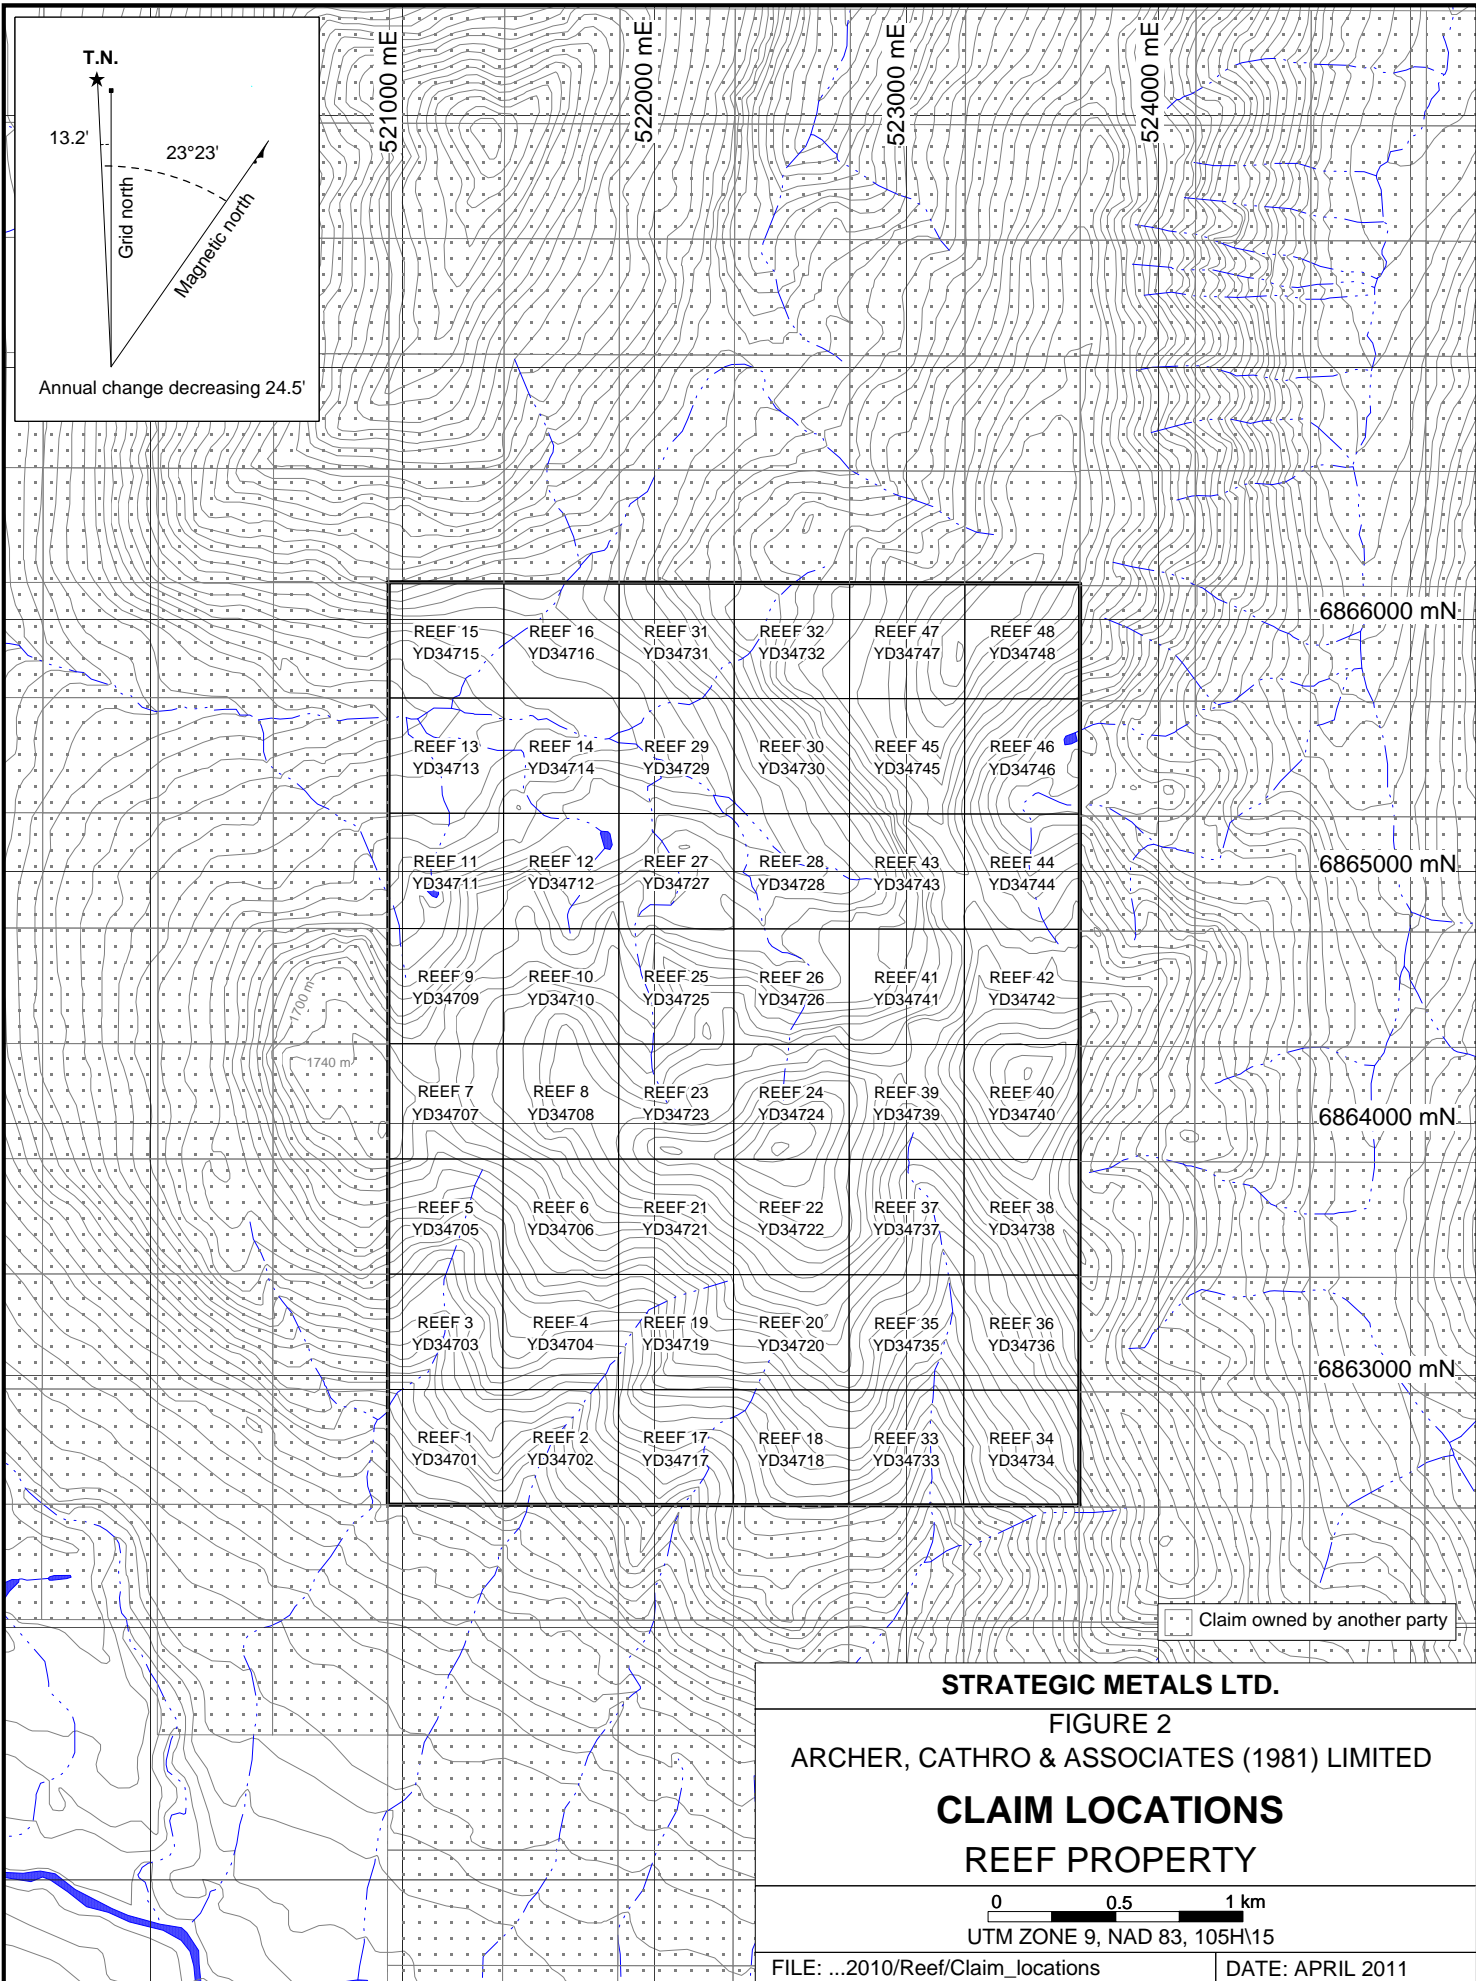 T.N.
13.2'
23°23'
Grid north
Magnetic north
Annual change decreasing 24.5'
521000 mE
522000 mE
523000 mE
524000 mE
6866000 mN
6865000 mN
6864000 mN
6863000 mN
REEF 15
YD34715
REEF 16
YD34716
REEF 31
YD34731
REEF 32
YD34732
REEF 47
YD34747
REEF 48
YD34748
REEF 13
YD34713
REEF 14
YD34714
REEF 29
YD34729
REEF 30
YD34730
REEF 45
YD34745
REEF 46
YD34746
REEF 11
YD34711
REEF 12
YD34712
REEF 27
YD34727
REEF 28
YD34728
REEF 43
YD34743
REEF 44
YD34744
REEF 9
YD34709
REEF 10
YD34710
REEF 25
YD34725
REEF 26
YD34726
REEF 41
YD34741
REEF 42
YD34742
1700 m
1740 m
REEF 7
YD34707
REEF 8
YD34708
REEF 23
YD34723
REEF 24
YD34724
REEF 39
YD34739
REEF 40
YD34740
REEF 5
YD34705
REEF 6
YD34706
REEF 21
YD34721
REEF 22
YD34722
REEF 37
YD34737
REEF 38
YD34738
REEF 3
YD34703
REEF 4
YD34704
REEF 19
YD34719
REEF 20
YD34720
REEF 35
YD34735
REEF 36
YD34736
REEF 1
YD34701
REEF 2
YD34702
REEF 17
YD34717
REEF 18
YD34718
REEF 33
YD34733
REEF 34
YD34734
Claim owned by another party
STRATEGIC METALS LTD.
FIGURE 2
ARCHER, CATHRO & ASSOCIATES (1981) LIMITED
CLAIM LOCATIONS
REEF PROPERTY
0 0.5 1 km
UTM ZONE 9, NAD 83, 105H\15
FILE: ...2010/Reef/Claim_locations
DATE: APRIL 2011